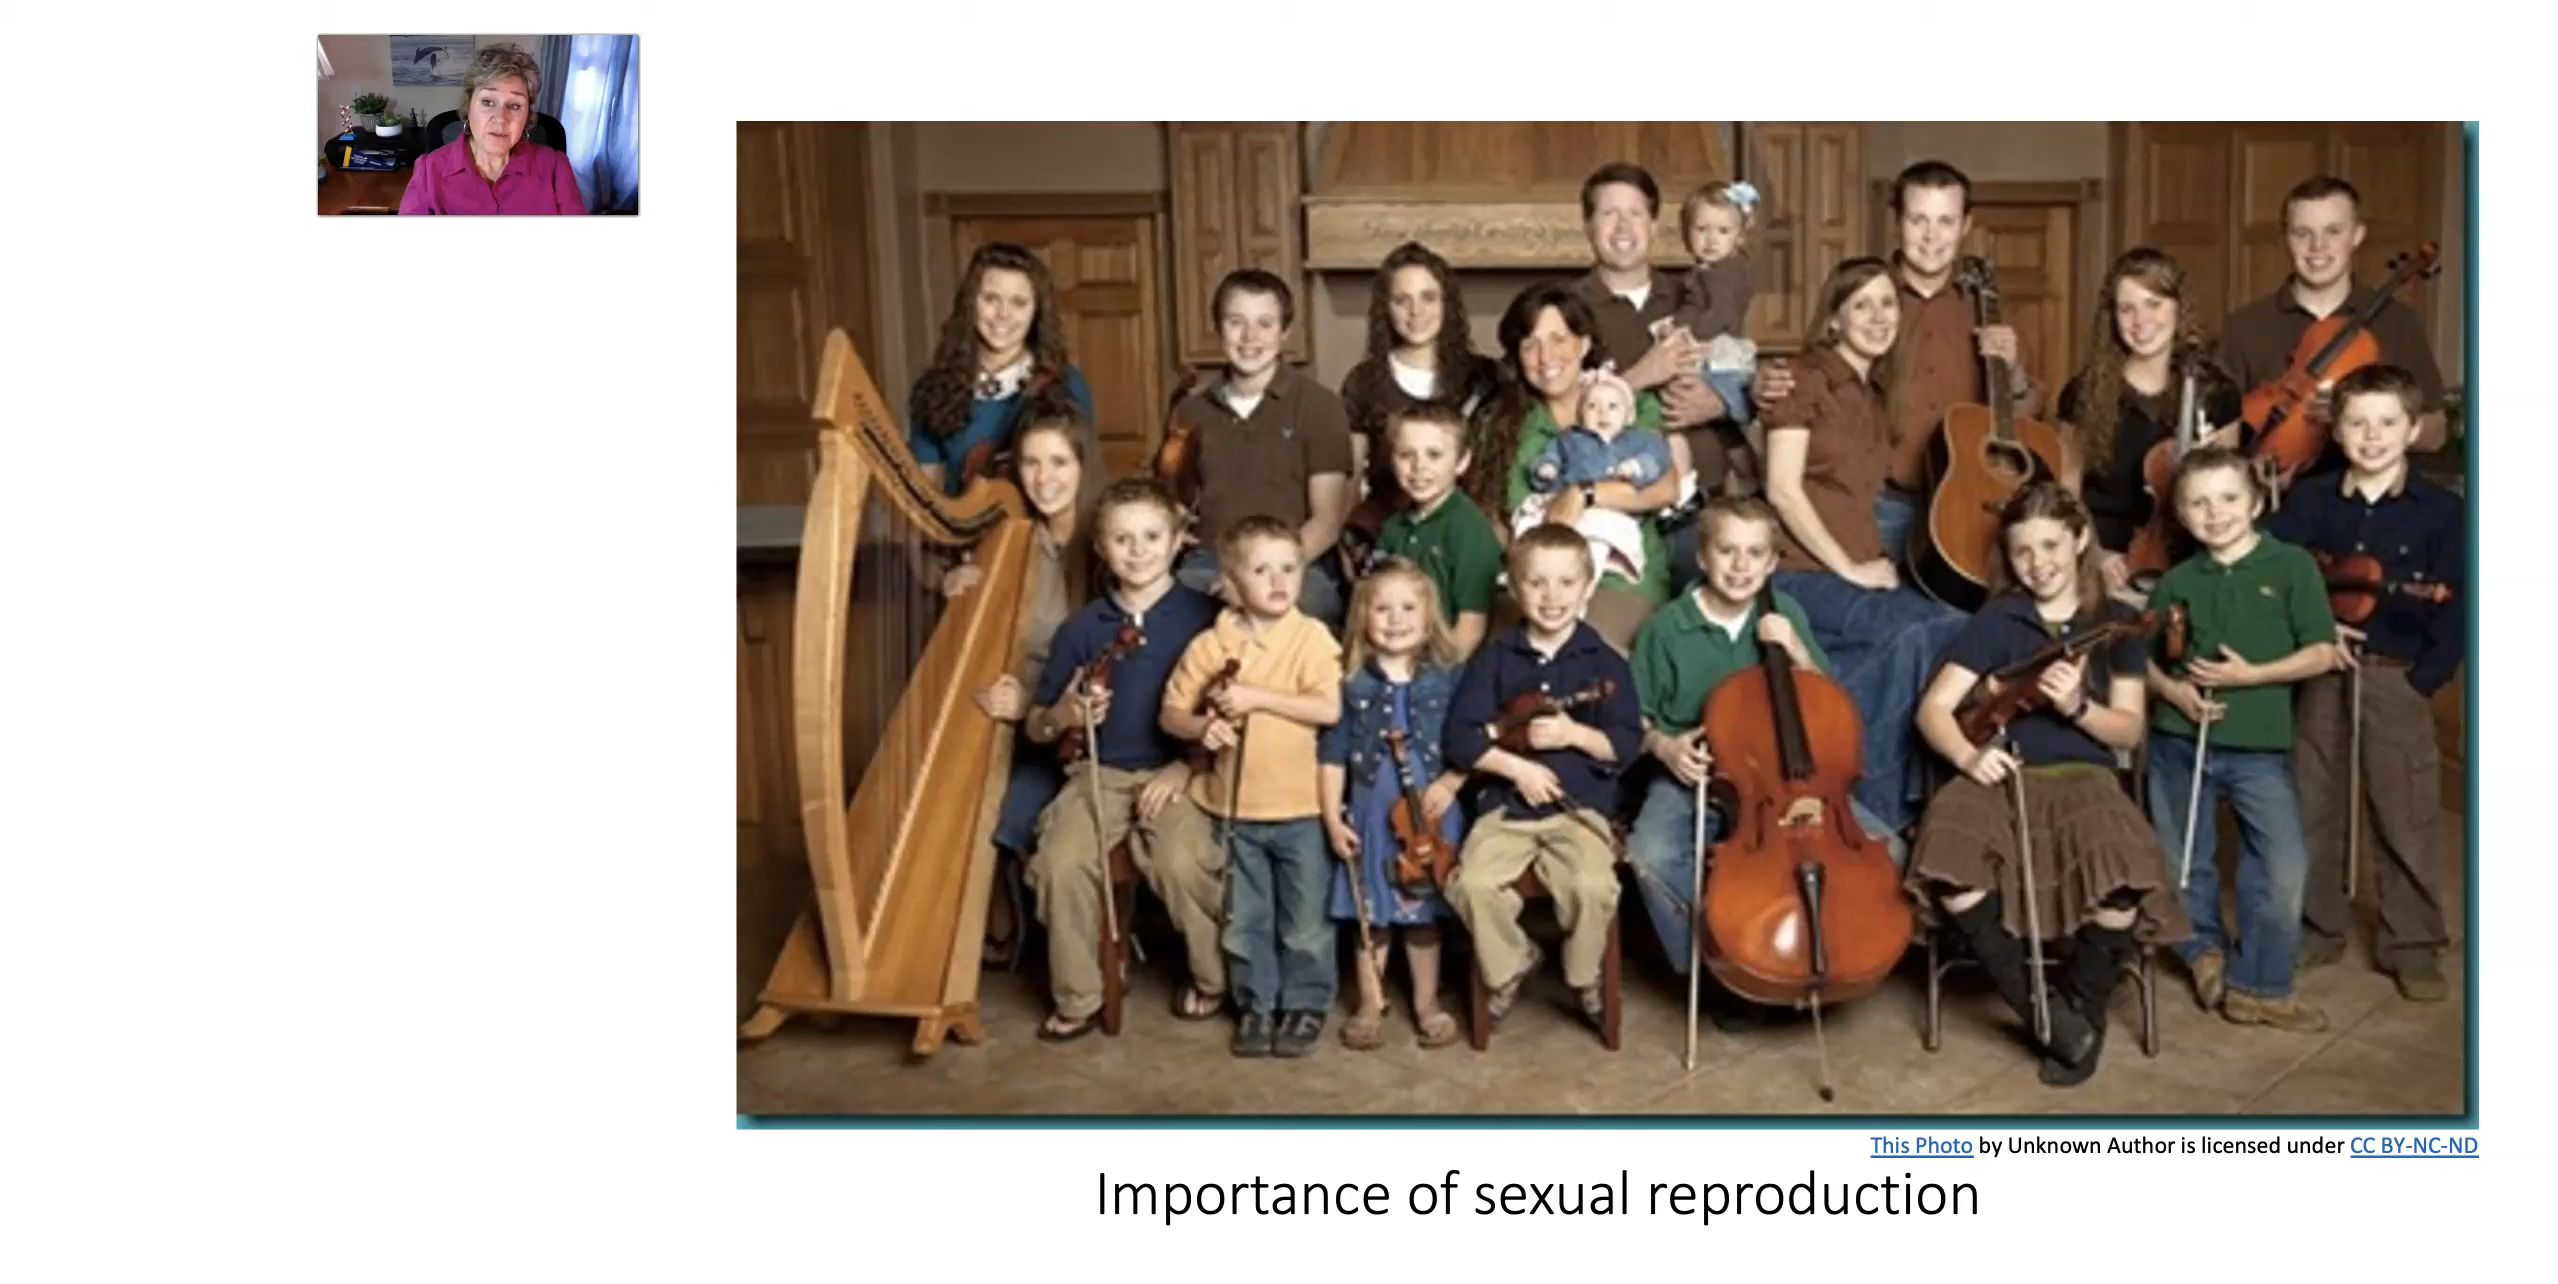 This Photo by Unknown Author is licensed under CC BY-NC-ND
Importance of sexual reproduction